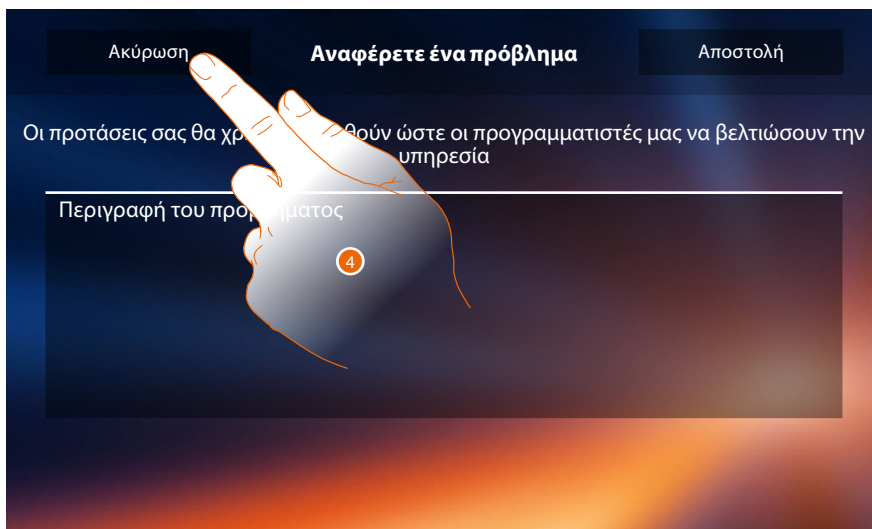 Ακύρωση
Αναφέρετε ένα πρόβλημα
Αποστολή
Οι προτάσεις σας θα ώστε οι προγραμματιστές μας να βελτιώσουν την
υπηρεσία
Περιγραφή του
4